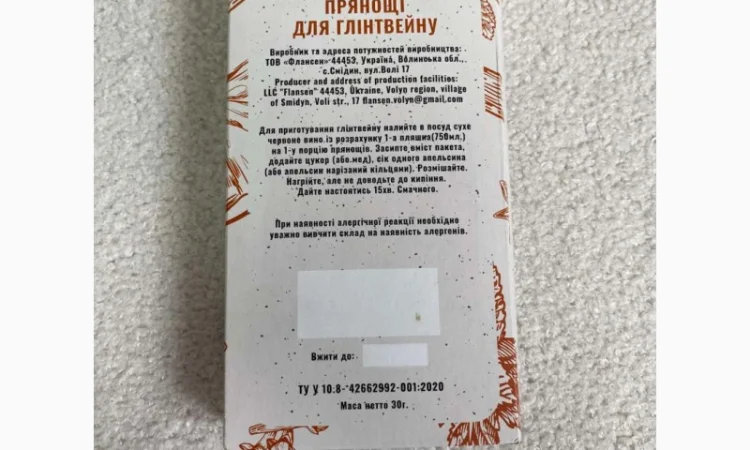 ПРЯНОЩІ
ДЛЯ ГЛІНТВЕЙНУ
Виробник та адреса потужностей виробництва:
ТОВ «Флансен» 44453, Україна, Волинська обл.,
с.Смідин, вул.Волі 17
Producer and address of production facilities:
LLC "Flansen" 44453, Ukraine, Volyo region, village
of Smidyn, Voli str., 17 flansen.volyn@gmail.com
Для приготування глінтвейну налийте в посуд сухе
червоне вино із розрахунку 1-а пляшка(750мл.)
на 1-у порцію прянощів. Засипте вміст пакета,
додайте цукор (або мед), сік одного апельсина
(або апельсин нарізаний кільцями). Розмішайте.
Нагрійте, але не доводьте до кипіння.
Дайте настоятись 15хв. Смачного.
При наявності алергічної реакції необхідно
уважно вивчити склад на наявність алергенів.
Вжити до:
ТУ У 10.8- 42662992-001:2020
Маса нетто 30г.